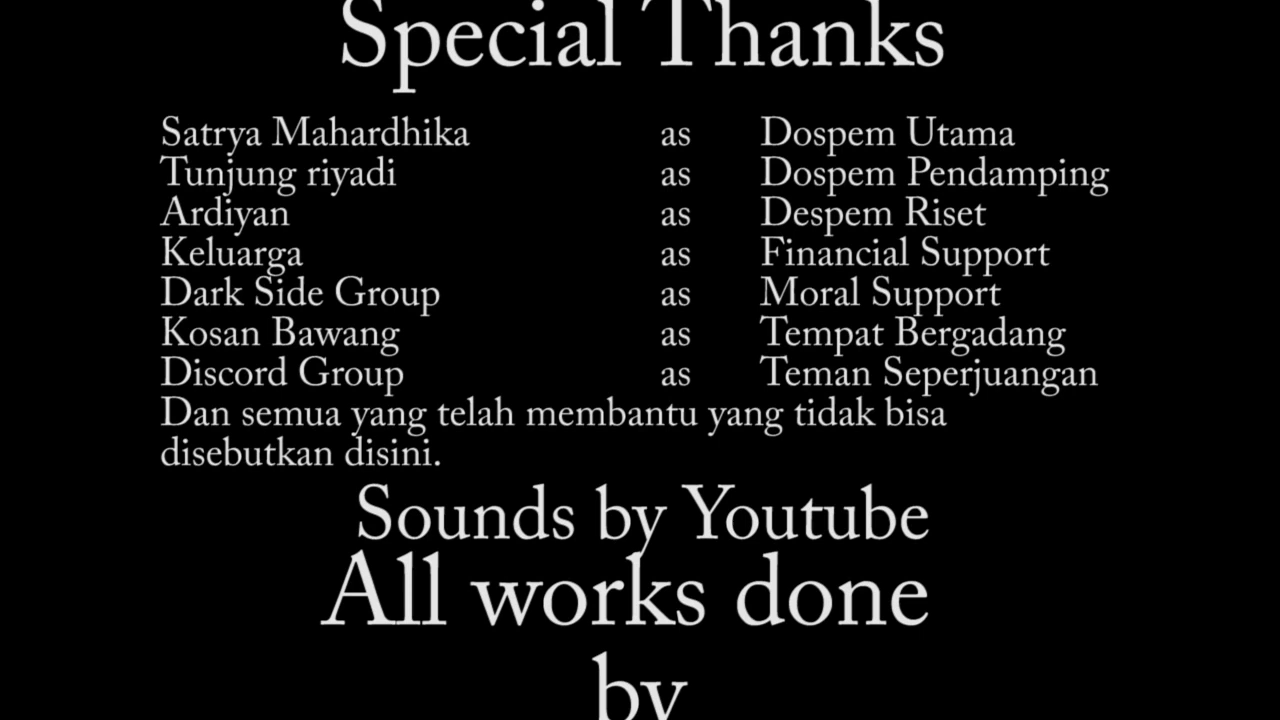 Special Thanks
Satrya Mahardhika as Dospem Utama
Tunjung riyadi as Dospem Pendamping
Ardiyan as Despem Riset
Keluarga as Financial Support
Dark Side Group as Moral Support
Kosan Bawang as Tempat Bergadang
Discord Group as Teman Seperjuangan
Dan semua yang telah membantu yang tidak bisa
disebutkan disini.
Sounds by Youtube
All works done
by